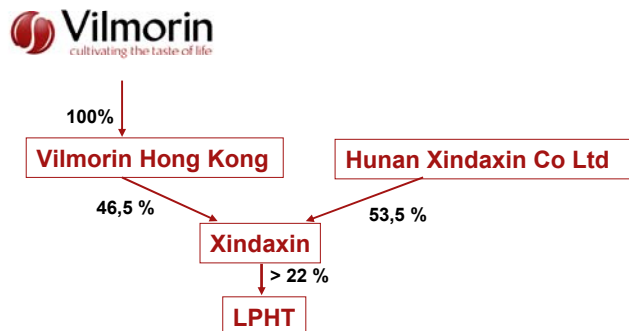 Vilmorin
cultivating the taste of life
100%
Vilmorin Hong Kong
Hunan Xindaxin Co Ltd
46,5 %
53,5 %
Xindaxin
> 22 %
LPHT